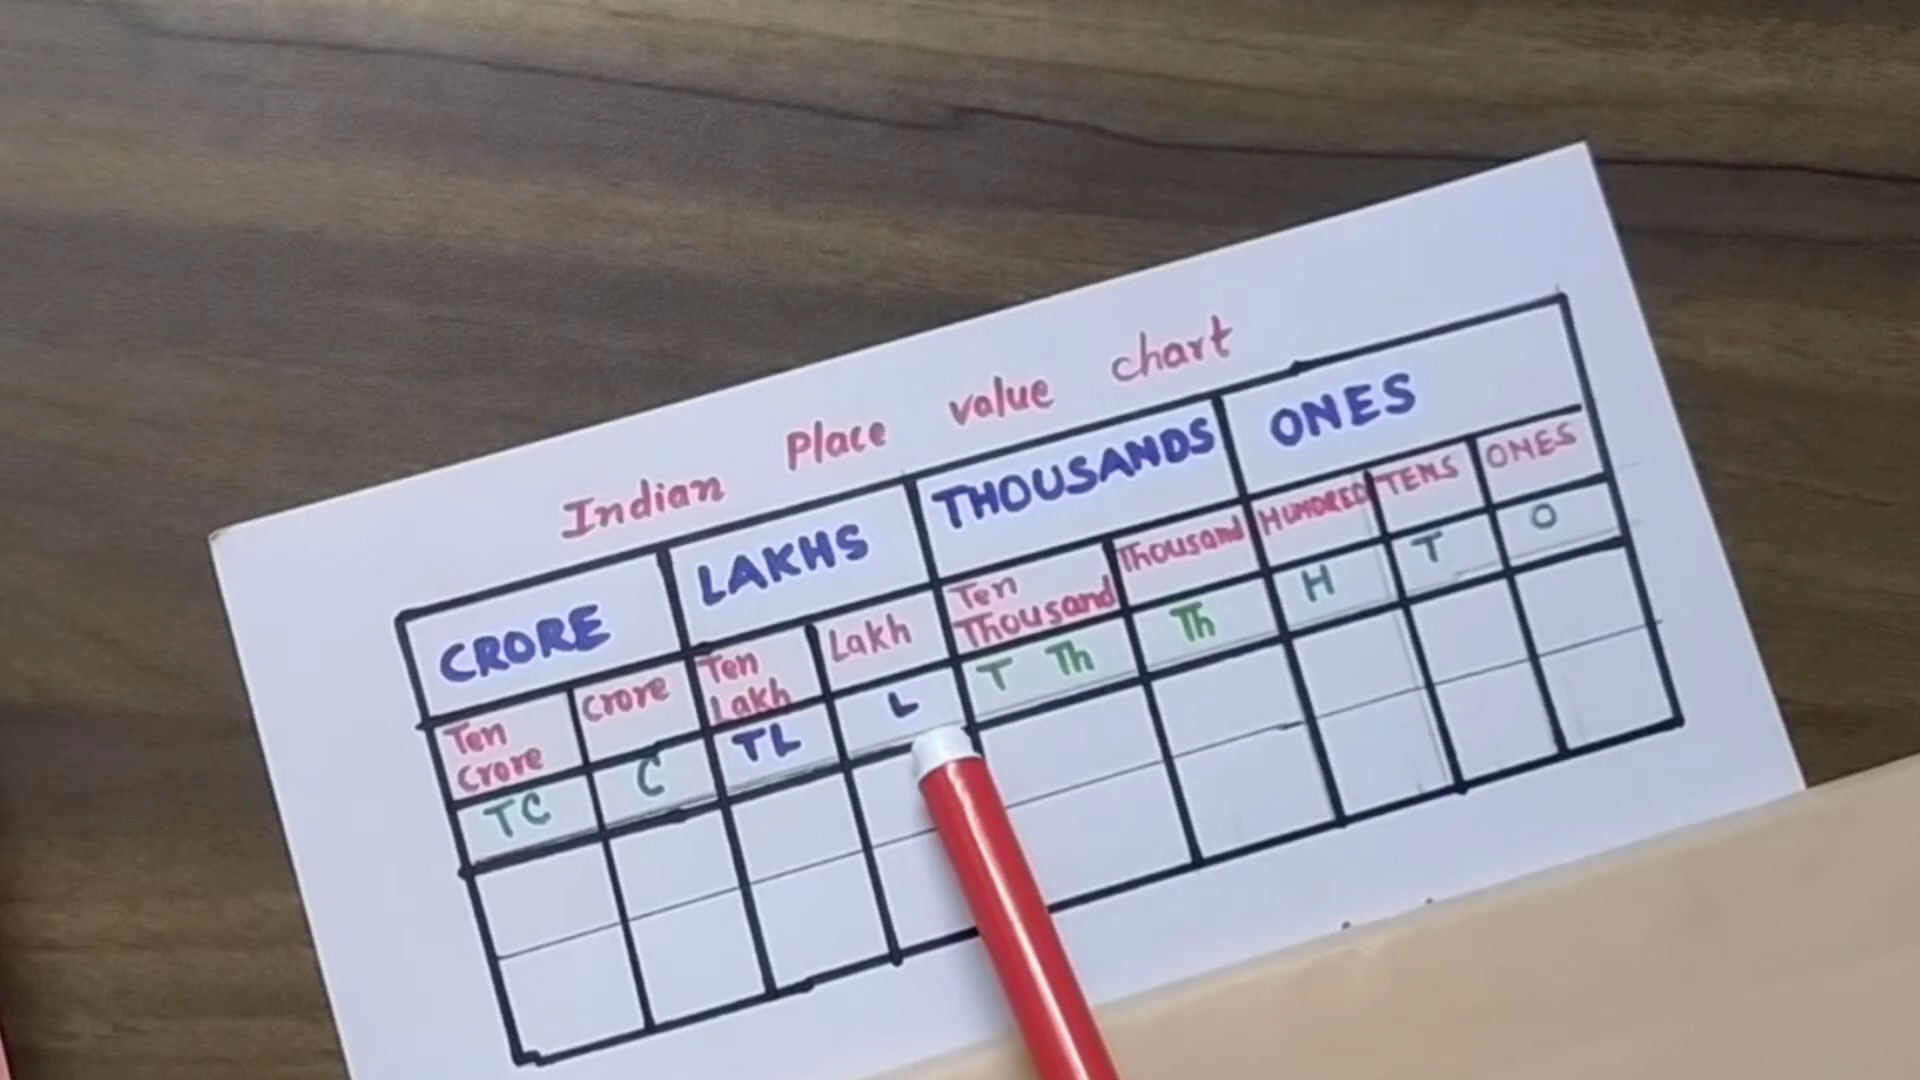 Indian Place value chart
CRORE LAKHS THOUSANDS ONES
Ten Crore Crore Ten Lakh Lakh Ten Thousand Thousand HUNDRED TENS ONES
TC C TL L T Th Th H T O